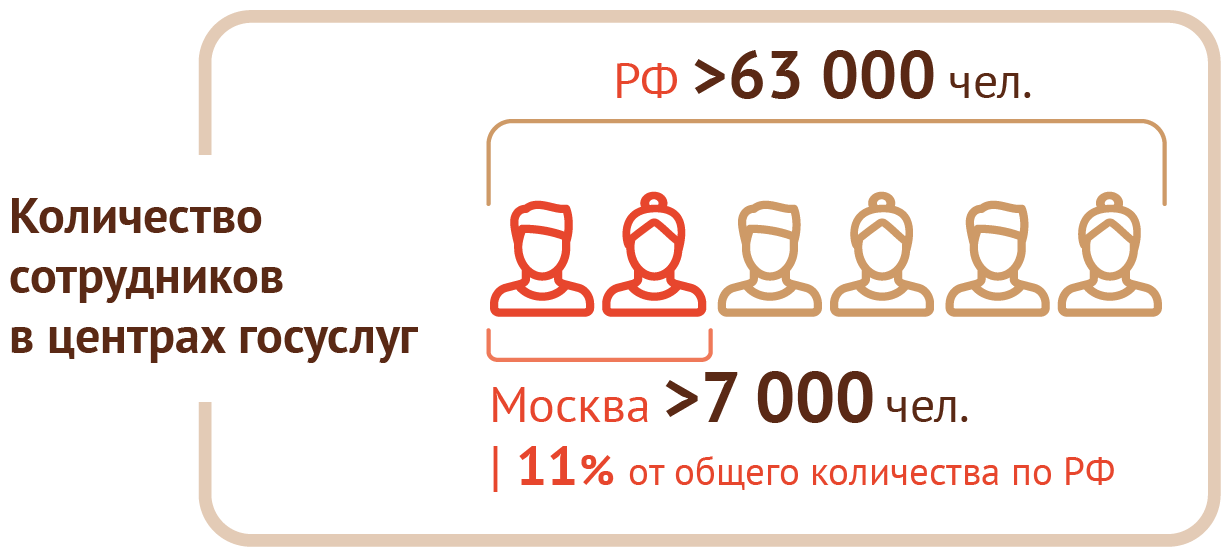 Количество
сотрудников
в центрах госуслуг
РФ >63 000 чел.
Москва >7 000 чел.
| 11% от общего количества по РФ